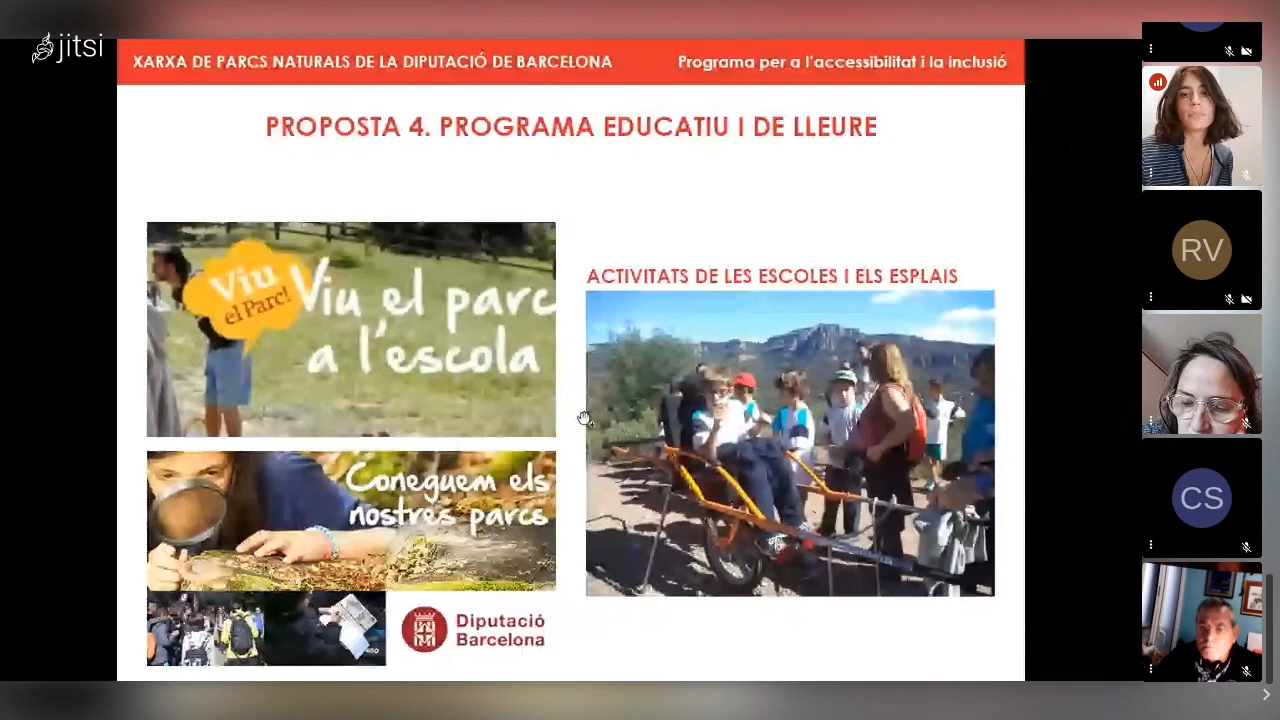 jitsi
XARXA DE PARCS NATURALS DE LA DIPUTACIÓ DE BARCELONA
Programa per a l'accessibilitat i la inclusió
PROPOSTA 4. PROGRAMA EDUCATIU I DE LLEURE
Viu
el Parc!
Viu el parc
a l'escola
ACTIVITATS DE LES ESCOLES I ELS ESPLAIS
Coneguem els
nostres parcs
Diputació
Barcelona
RV
CS